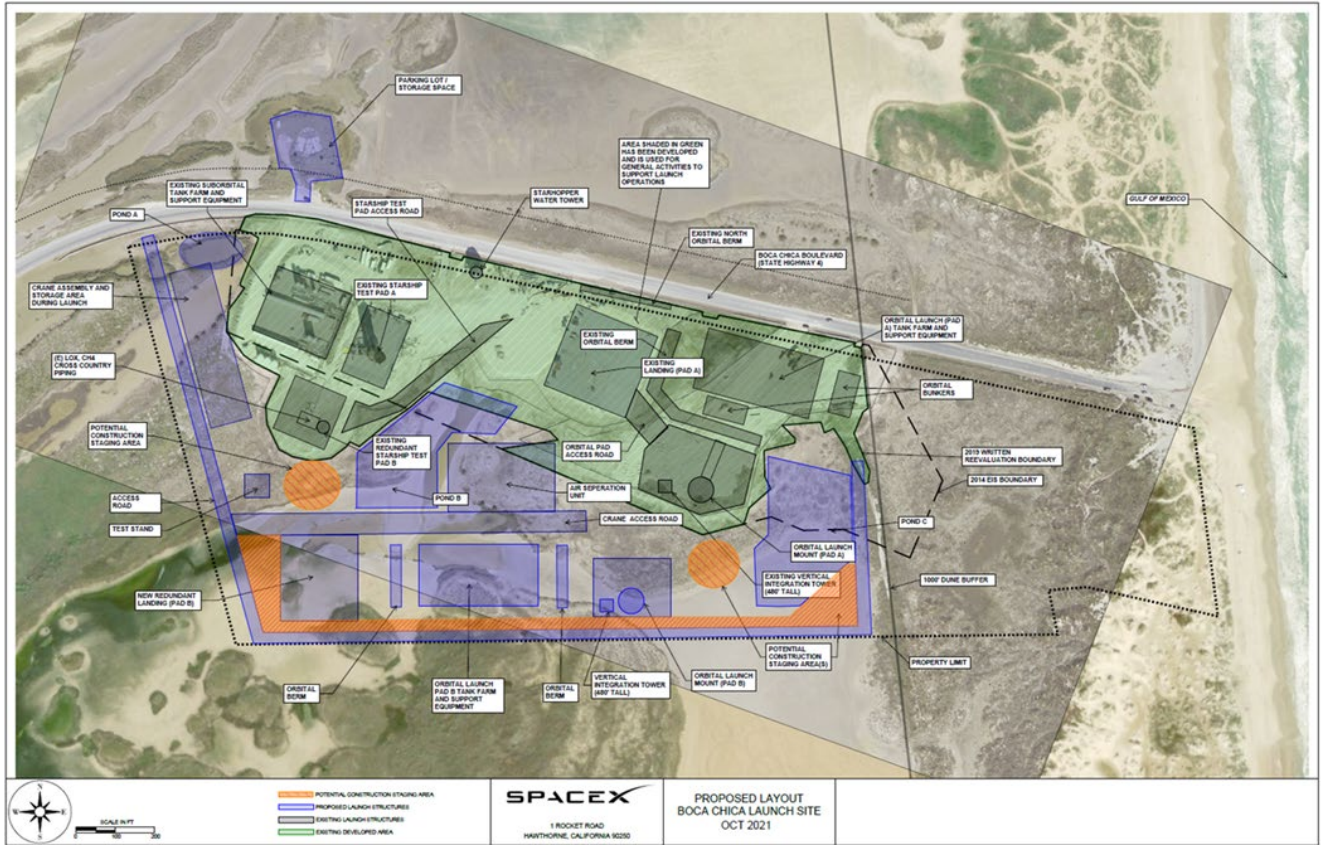 PARKING LOT /
STORAGE SPACE
AREA SHADED IN GREEN
HAS BEEN DEVELOPED
AND IS USED FOR
GENERAL ACTIVITIES TO
SUPPORT LAUNCH
OPERATIONS
EXISTING SUBORBITAL
TANK FARM AND
SUPPORT EQUIPMENT
STARSHIP TEST
PAD ACCESS ROAD
STARHOPPER
WATER TOWER
GULF OF MEXICO
POND A
EXISTING NORTH
ORBITAL BERM
BOCA CHICA BOULEVARD
(STATE HIGHWAY 4)
CRANE ASSEMBLY AND
STORAGE AREA
DURING LAUNCH
EXISTING STARSHIP
TEST PAD A
ORBITAL LAUNCH (PAD
A) TANK FARM AND
SUPPORT EQUIPMENT
EXISTING
ORBITAL BERM
EXISTING
LANDING (PAD A)
(E) LOX, CH4
CROSS COUNTRY
PIPING
ORBITAL
BUNKERS
POTENTIAL
CONSTRUCTION
STAGING AREA
EXISTING
REDUNDANT
STARSHIP TEST
PAD B
ORBITAL PAD
ACCESS ROAD
2019 WRITTEN
REEVALUATION BOUNDARY
2014 EIS BOUNDARY
ACCESS
ROAD
POND B
AIR SEPERATION
UNIT
TEST STAND
CRANE ACCESS ROAD
POND C
ORBITAL LAUNCH
MOUNT (PAD A)
EXISTING VERTICAL
INTEGRATION TOWER
(480' TALL)
1000' DUNE BUFFER
NEW REDUNDANT
LANDING (PAD B)
POTENTIAL
CONSTRUCTION
STAGING AREA(S)
PROPERTY LIMIT
ORBITAL
BERM
ORBITAL LAUNCH
PAD B TANK FARM
AND SUPPORT
EQUIPMENT
ORBITAL
BERM
VERTICAL
INTEGRATION TOWER
(480' TALL)
ORBITAL LAUNCH
MOUNT (PAD B)
N
W E
S
SCALE IN FT
0 100 200
POTENTIAL CONSTRUCTION STAGING AREA
PROPOSED LAUNCH STRUCTURES
EXISTING LAUNCH STRUCTURES
EXISTING DEVELOPED AREA
SPACEX
1 ROCKET ROAD
HAWTHORNE, CALIFORNIA 90250
PROPOSED LAYOUT
BOCA CHICA LAUNCH SITE
OCT 2021